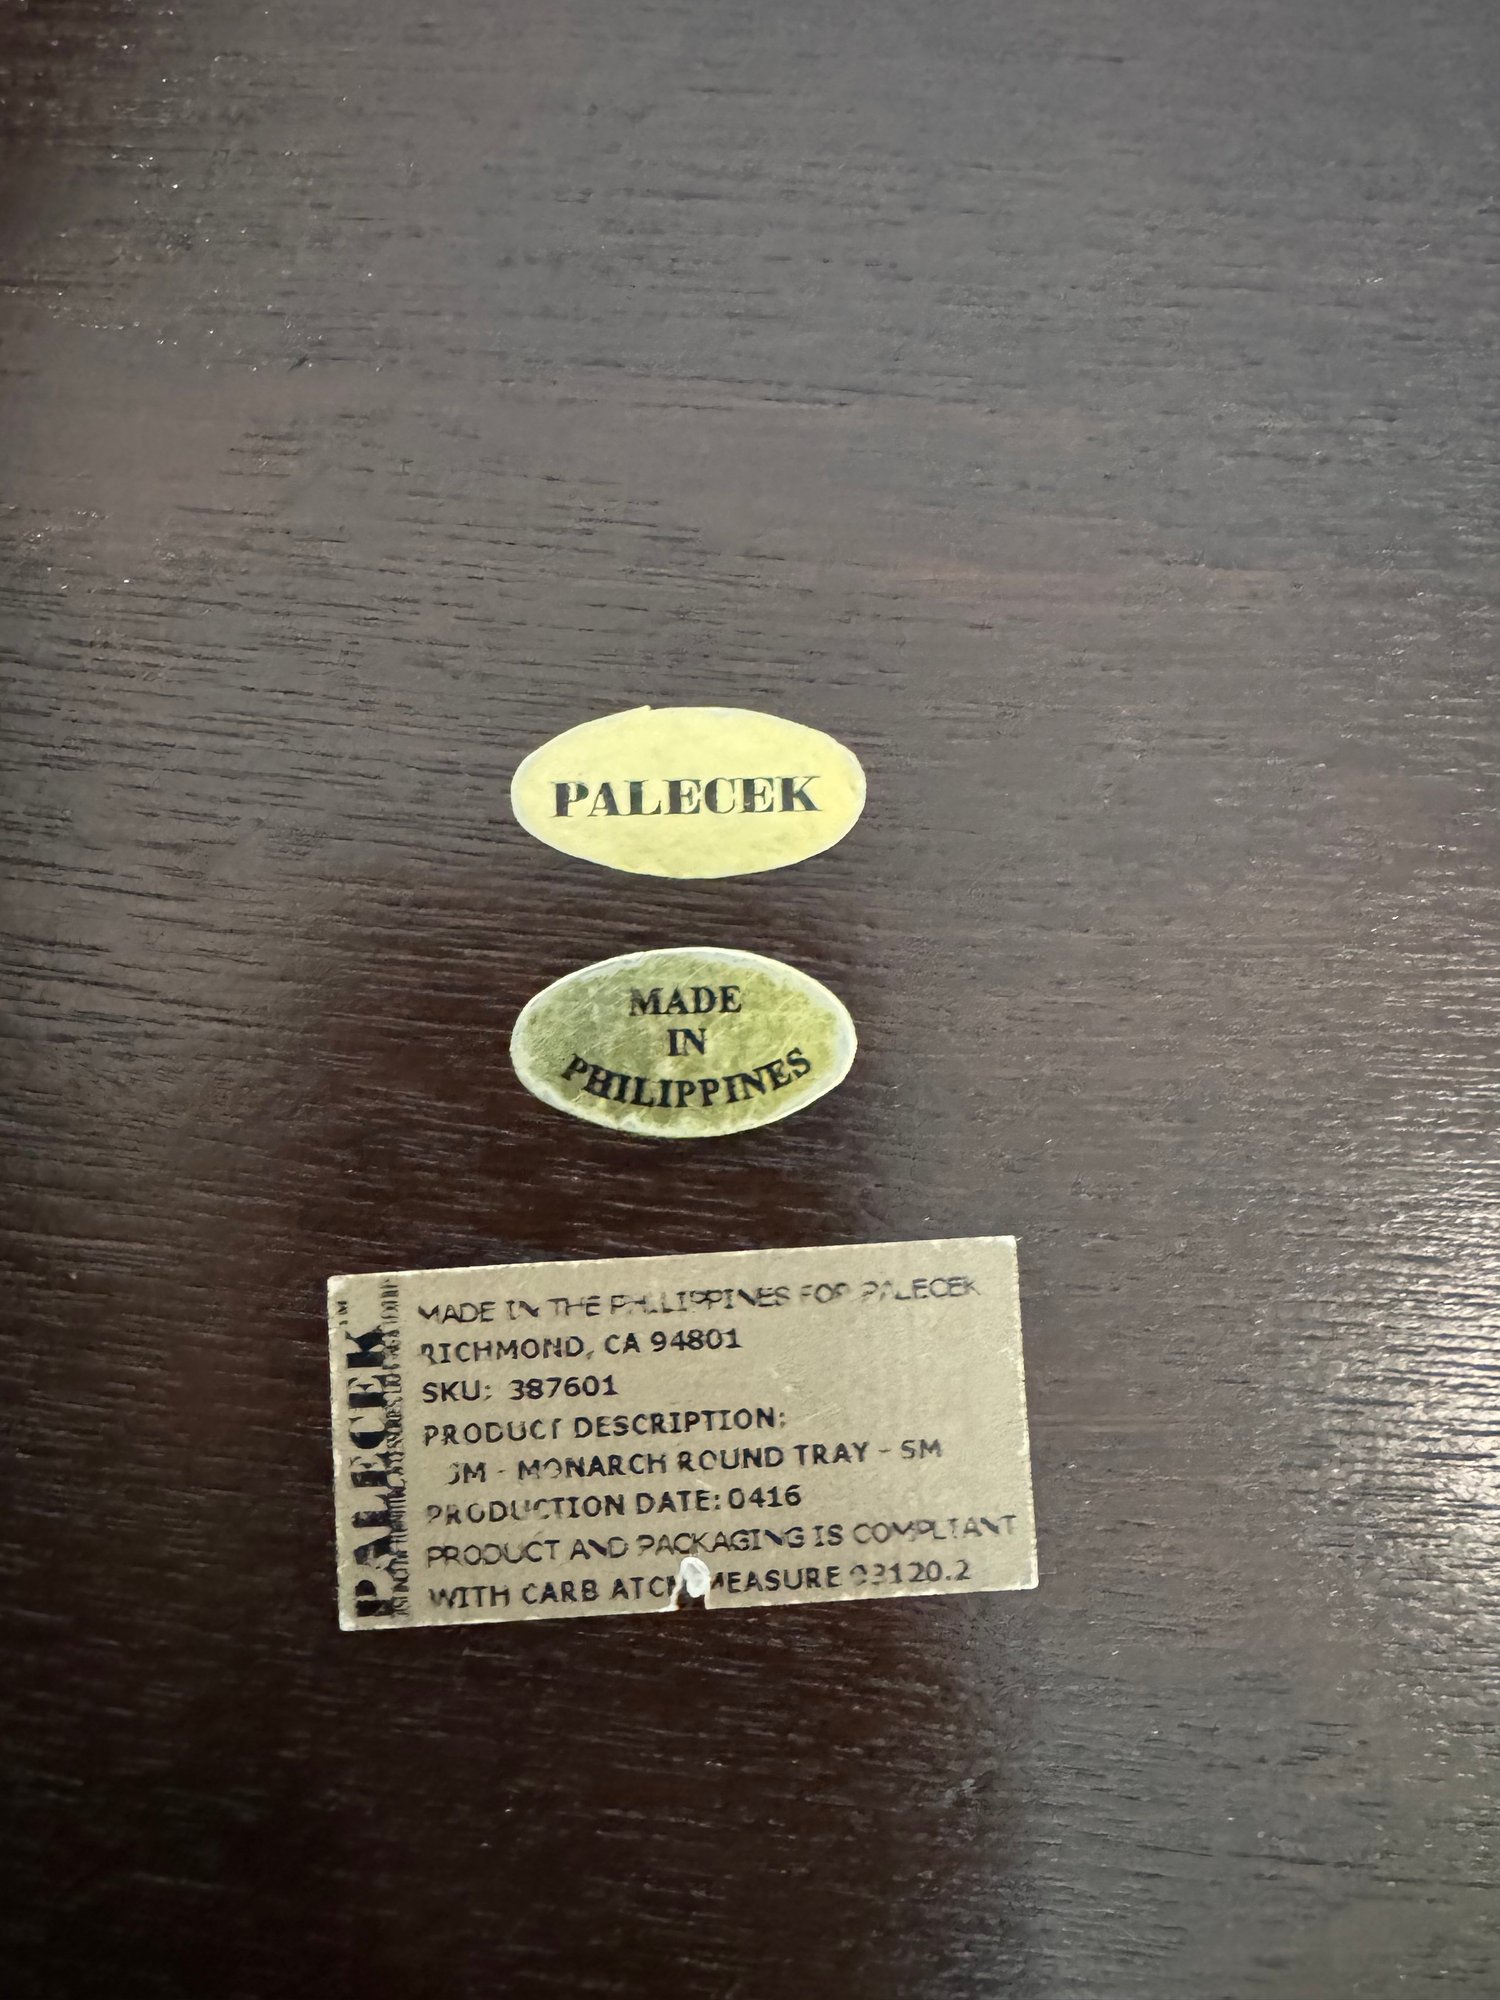 PALECEK
MADE
IN
PHILIPPINES
PALECEK™
MADE IN THE PHILIPPINES FOR PALECEK
RICHMOND, CA 94801
SKU: 387601
PRODUCT DESCRIPTION:
- MONARCH ROUND TRAY - SM
PRODUCTION DATE: 0416
PRODUCT AND PACKAGING IS COMPLIANT
WITH CARB ATCM MEASURE 93120.2